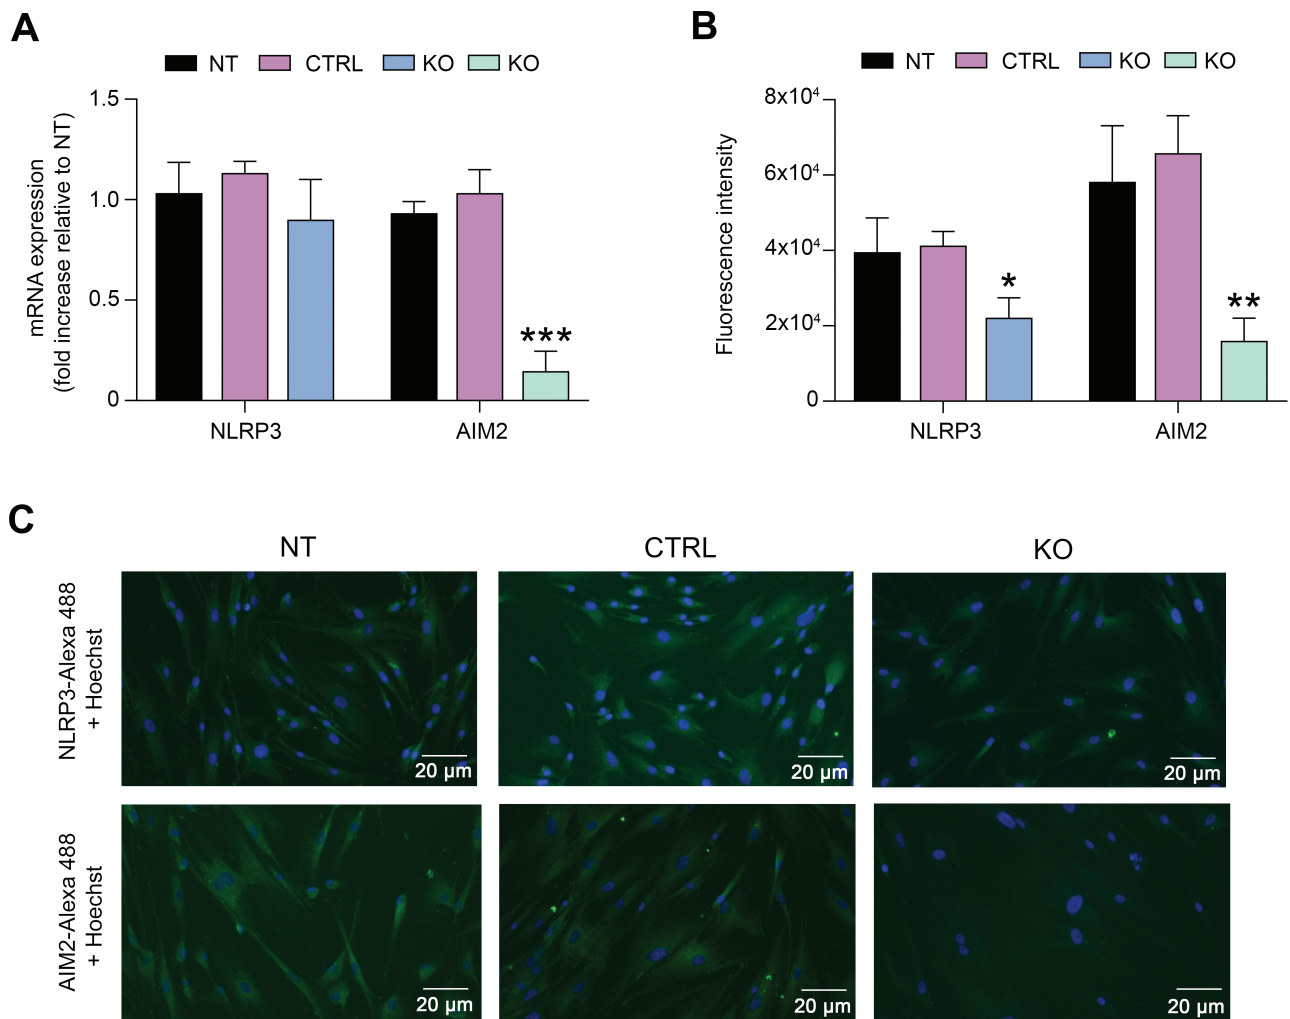 A
NT CTRL KO KO
mRNA expression
(fold increase relative to NT)
1.5
1.0
0.5
0
***
NLRP3 AIM2
B
NT CTRL KO KO
Fluorescence intensity
8x10⁴
6x10⁴
4x10⁴
2x10⁴
0
*
**
NLRP3 AIM2
C
NT CTRL KO
NLRP3-Alexa 488
+ Hoechst
20 µm 20 µm 20 µm
AIM2-Alexa 488
+ Hoechst
20 µm 20 µm 20 µm